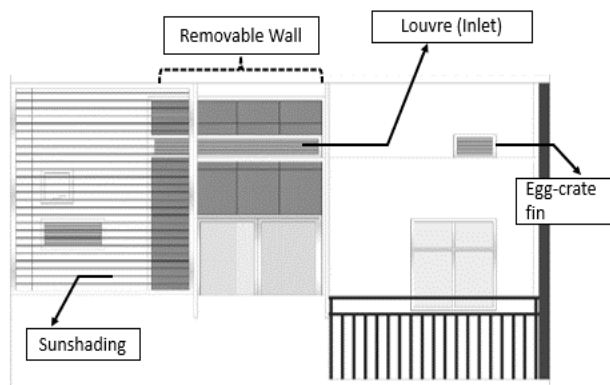 Removable Wall
Louvre (Inlet)
Egg-crate
fin
Sunshading